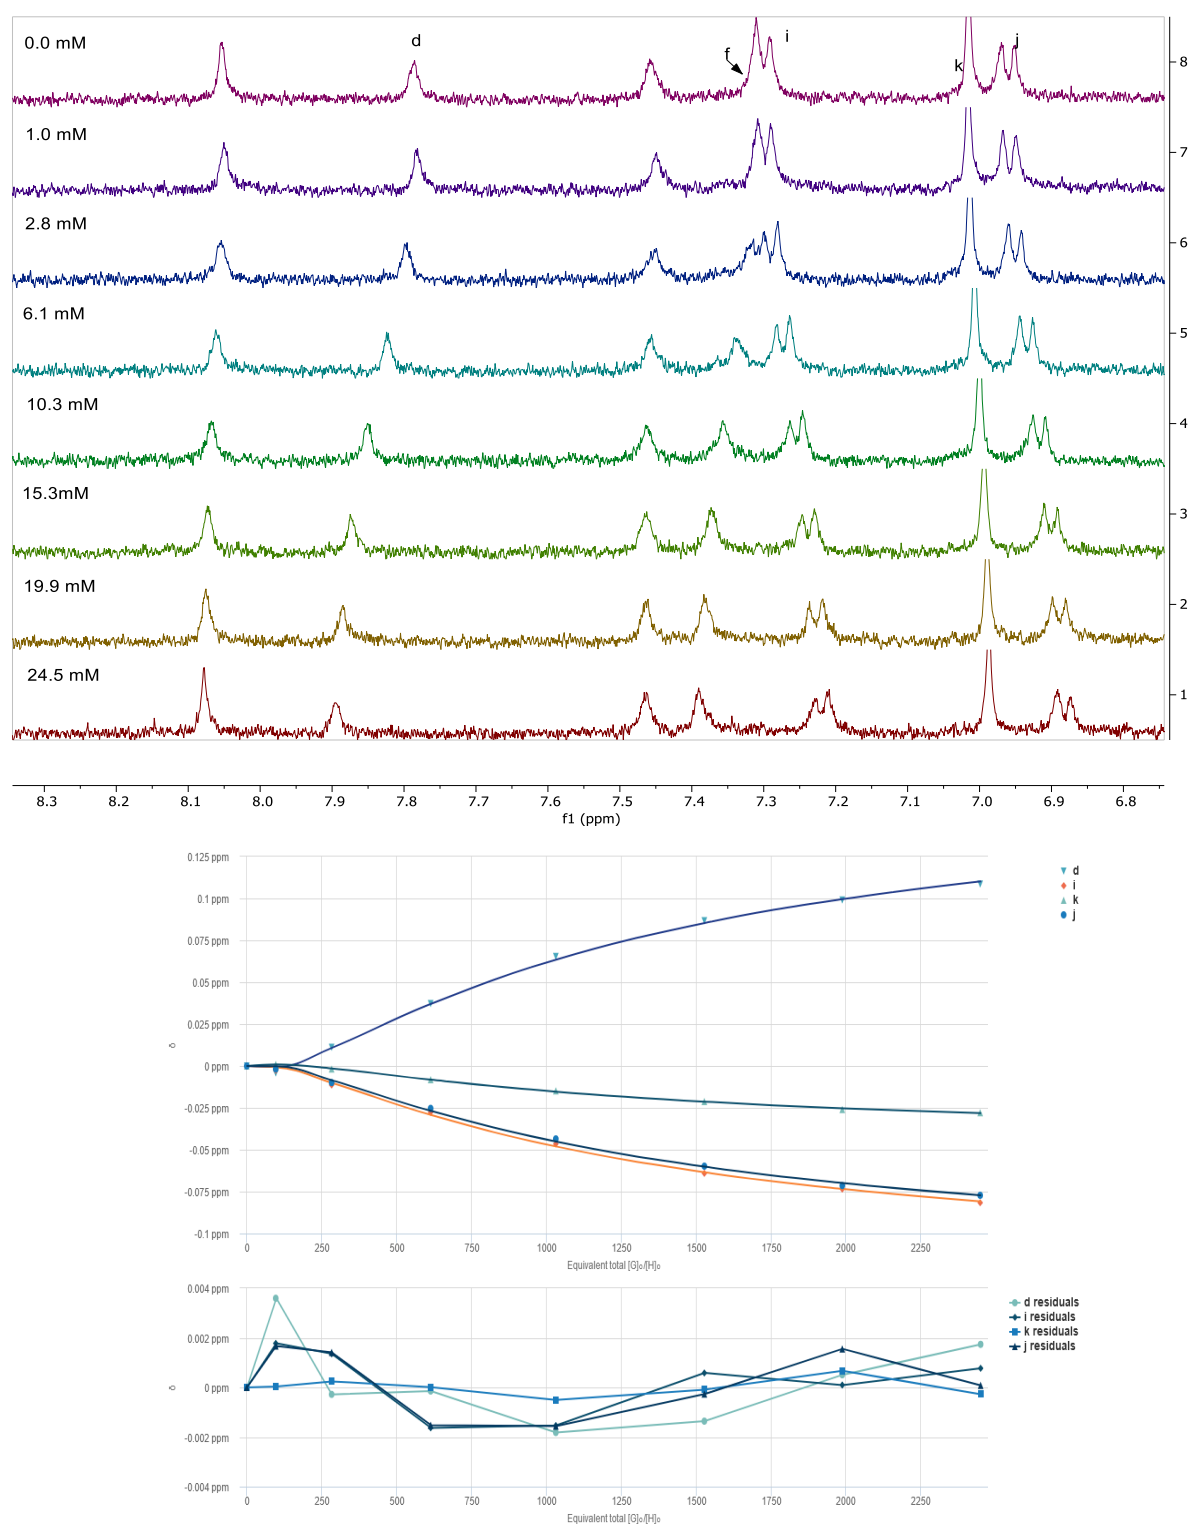 0.0 mM
d
f
i
k
j
8
1.0 mM
7
2.8 mM
6
6.1 mM
5
10.3 mM
4
15.3mM
3
19.9 mM
2
24.5 mM
1
8.3 8.2 8.1 8.0 7.9 7.8 7.7 7.6 7.5 7.4 7.3 7.2 7.1 7.0 6.9 6.8
f1 (ppm)
0.125 ppm
0.1 ppm
0.075 ppm
0.05 ppm
0.025 ppm
0 ppm
-0.025 ppm
-0.05 ppm
-0.075 ppm
-0.1 ppm
δ
d
i
k
j
0 250 500 750 1000 1250 1500 1750 2000 2250
Equivalent total [G]₀/[H]₀
0.004 ppm
0.002 ppm
0 ppm
-0.002 ppm
-0.004 ppm
δ
d residuals
i residuals
k residuals
j residuals
0 250 500 750 1000 1250 1500 1750 2000 2250
Equivalent total [G]₀/[H]₀